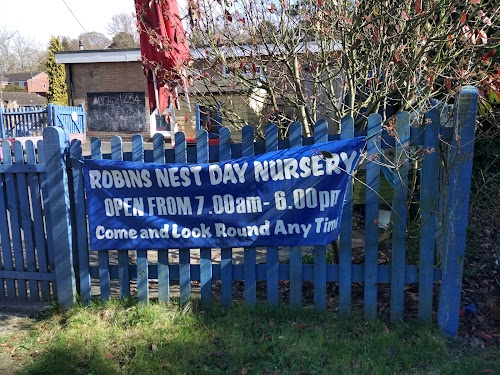 ROBINS NEST DAY NURSERY
OPEN FROM 7.00am - 6.00pm
Come and Look Round Any Time